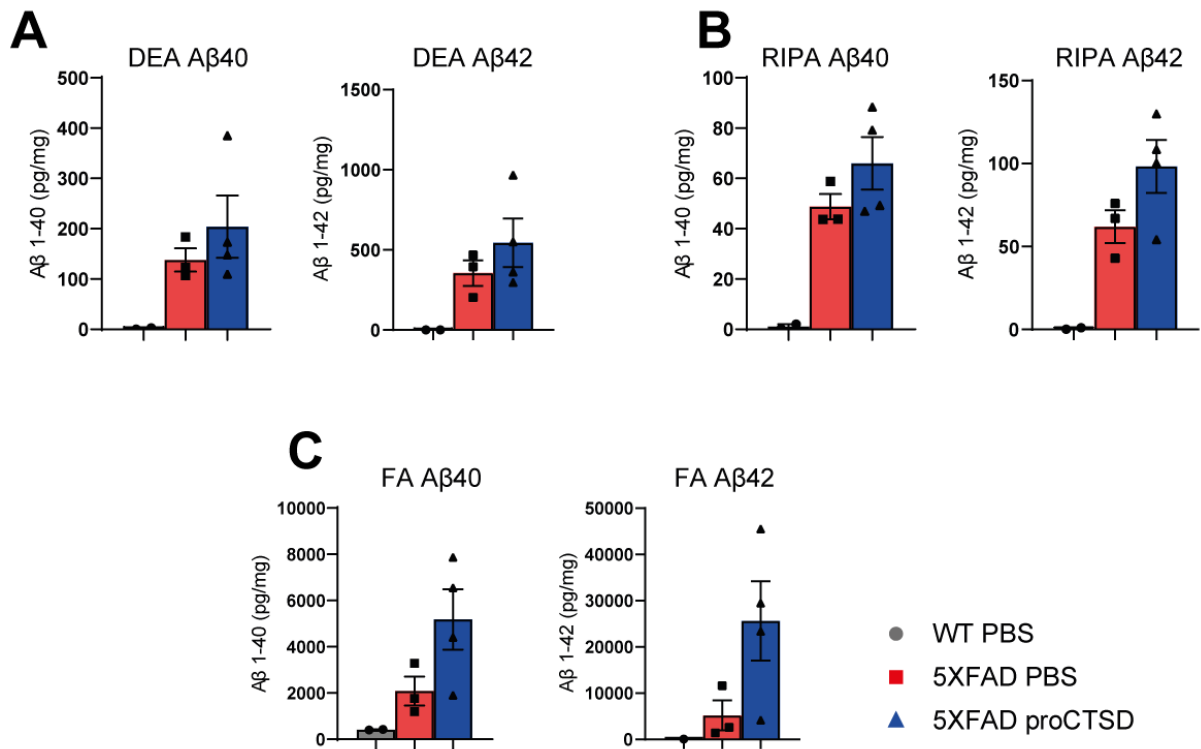 A
DEA Aβ40
Aβ 1-40 (pg/mg)
500
400
300
200
100
0
DEA Aβ42
Aβ 1-42 (pg/mg)
1500
1000
500
0
B
RIPA Aβ40
Aβ 1-40 (pg/mg)
100
80
60
40
20
0
RIPA Aβ42
Aβ 1-42 (pg/mg)
150
100
50
0
C
FA Aβ40
Aβ 1-40 (pg/mg)
10000
8000
6000
4000
2000
0
FA Aβ42
Aβ 1-42 (pg/mg)
50000
40000
30000
20000
10000
0
WT PBS
5XFAD PBS
5XFAD proCTSD